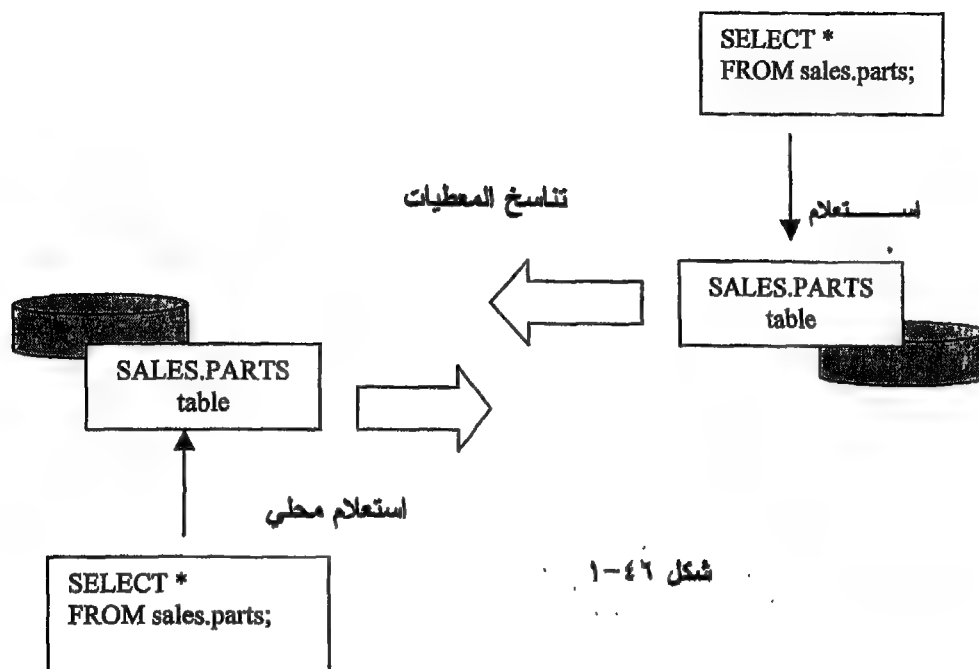 SELECT *
FROM sales.parts;
تناسخ المعطيات
اســـــتعلام
SALES.PARTS
table
SALES.PARTS
table
استعلام محلي
شكل ٤٦-١
SELECT *
FROM sales.parts;